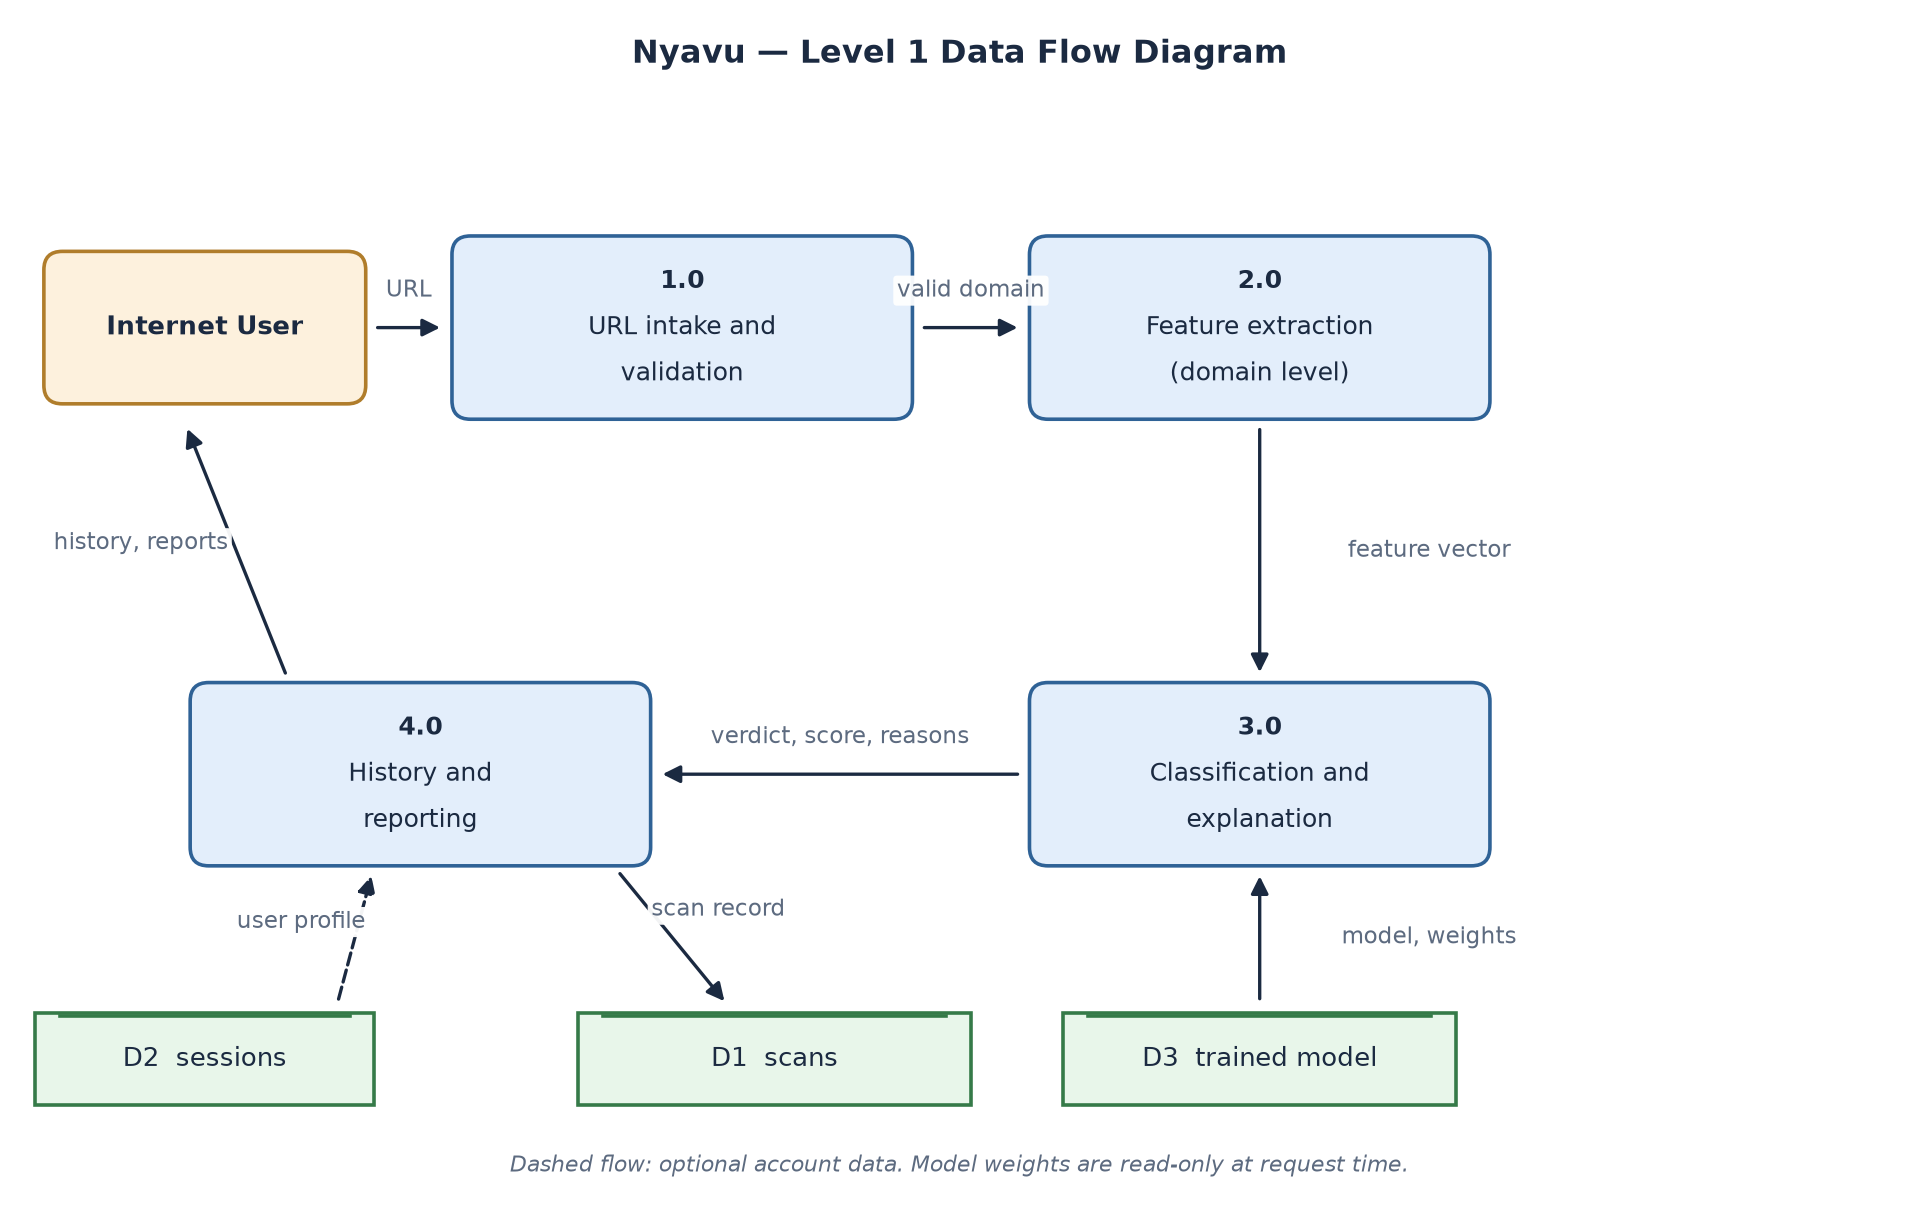 Nyavu — Level 1 Data Flow Diagram
Internet User
URL
1.0
URL intake and
validation
valid domain
2.0
Feature extraction
(domain level)
history, reports
feature vector
4.0
History and
reporting
verdict, score, reasons
3.0
Classification and
explanation
user profile
scan record
model, weights
D2 sessions
D1 scans
D3 trained model
Dashed flow: optional account data. Model weights are read-only at request time.